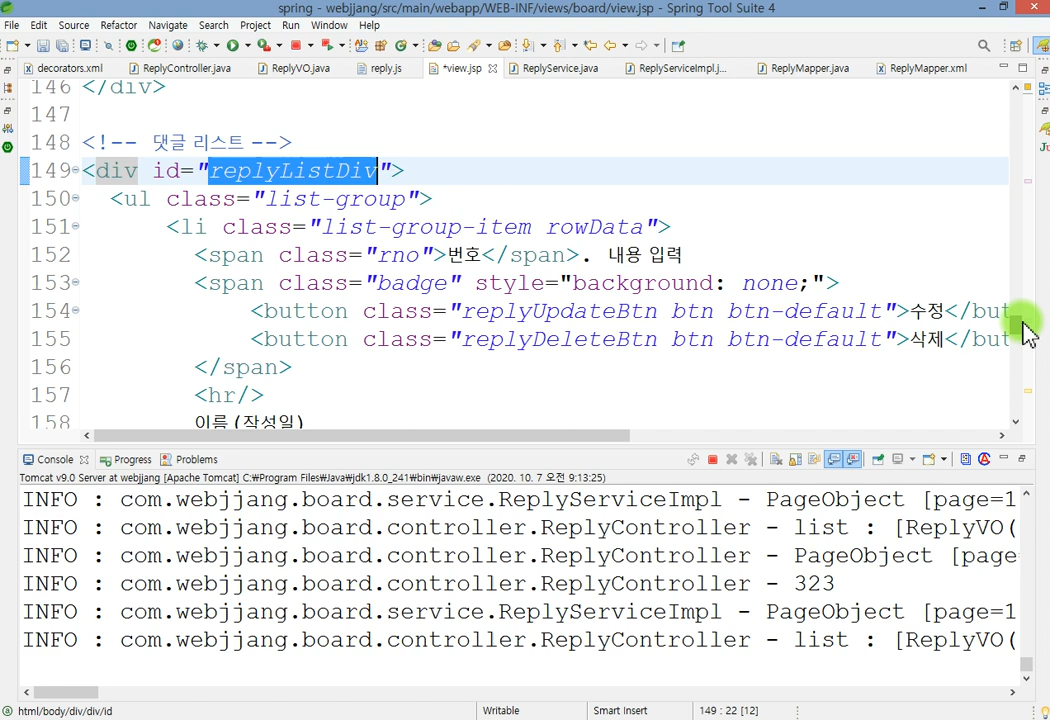 spring - webjjang/src/main/webapp/WEB-INF/views/board/view.jsp - Spring Tool Suite 4
File Edit Source Refactor Navigate Search Project Run Window Help
decorators.xml ReplyController.java ReplyVO.java reply.js *view.jsp ReplyService.java ReplyServiceImpl.j... ReplyMapper.java ReplyMapper.xml
146 </div>
147
148 <!-- 댓글 리스트 -->
149 <div id="replyListDiv">
150 <ul class="list-group">
151 <li class="list-group-item rowData">
152 <span class="rno">번호</span>. 내용 입력
153 <span class="badge" style="background: none;">
154 <button class="replyUpdateBtn btn btn-default">수정</but
155 <button class="replyDeleteBtn btn btn-default">삭제</but
156 </span>
157 <hr/>
158 이름(작성일)
Console Progress Problems
Tomcat v9.0 Server at webjjang [Apache Tomcat] C:₩Program Files₩Java₩jdk1.8.0_241₩bin₩javaw.exe (2020. 10. 7 오전 9:13:25)
INFO : com.webjjang.board.service.ReplyServiceImpl - PageObject [page=1
INFO : com.webjjang.board.controller.ReplyController - list : [ReplyVO(
INFO : com.webjjang.board.controller.ReplyController - PageObject [page
INFO : com.webjjang.board.controller.ReplyController - 323
INFO : com.webjjang.board.service.ReplyServiceImpl - PageObject [page=1
INFO : com.webjjang.board.controller.ReplyController - list : [ReplyVO(
html/body/div/div/id Writable Smart Insert 149 : 22 [12]